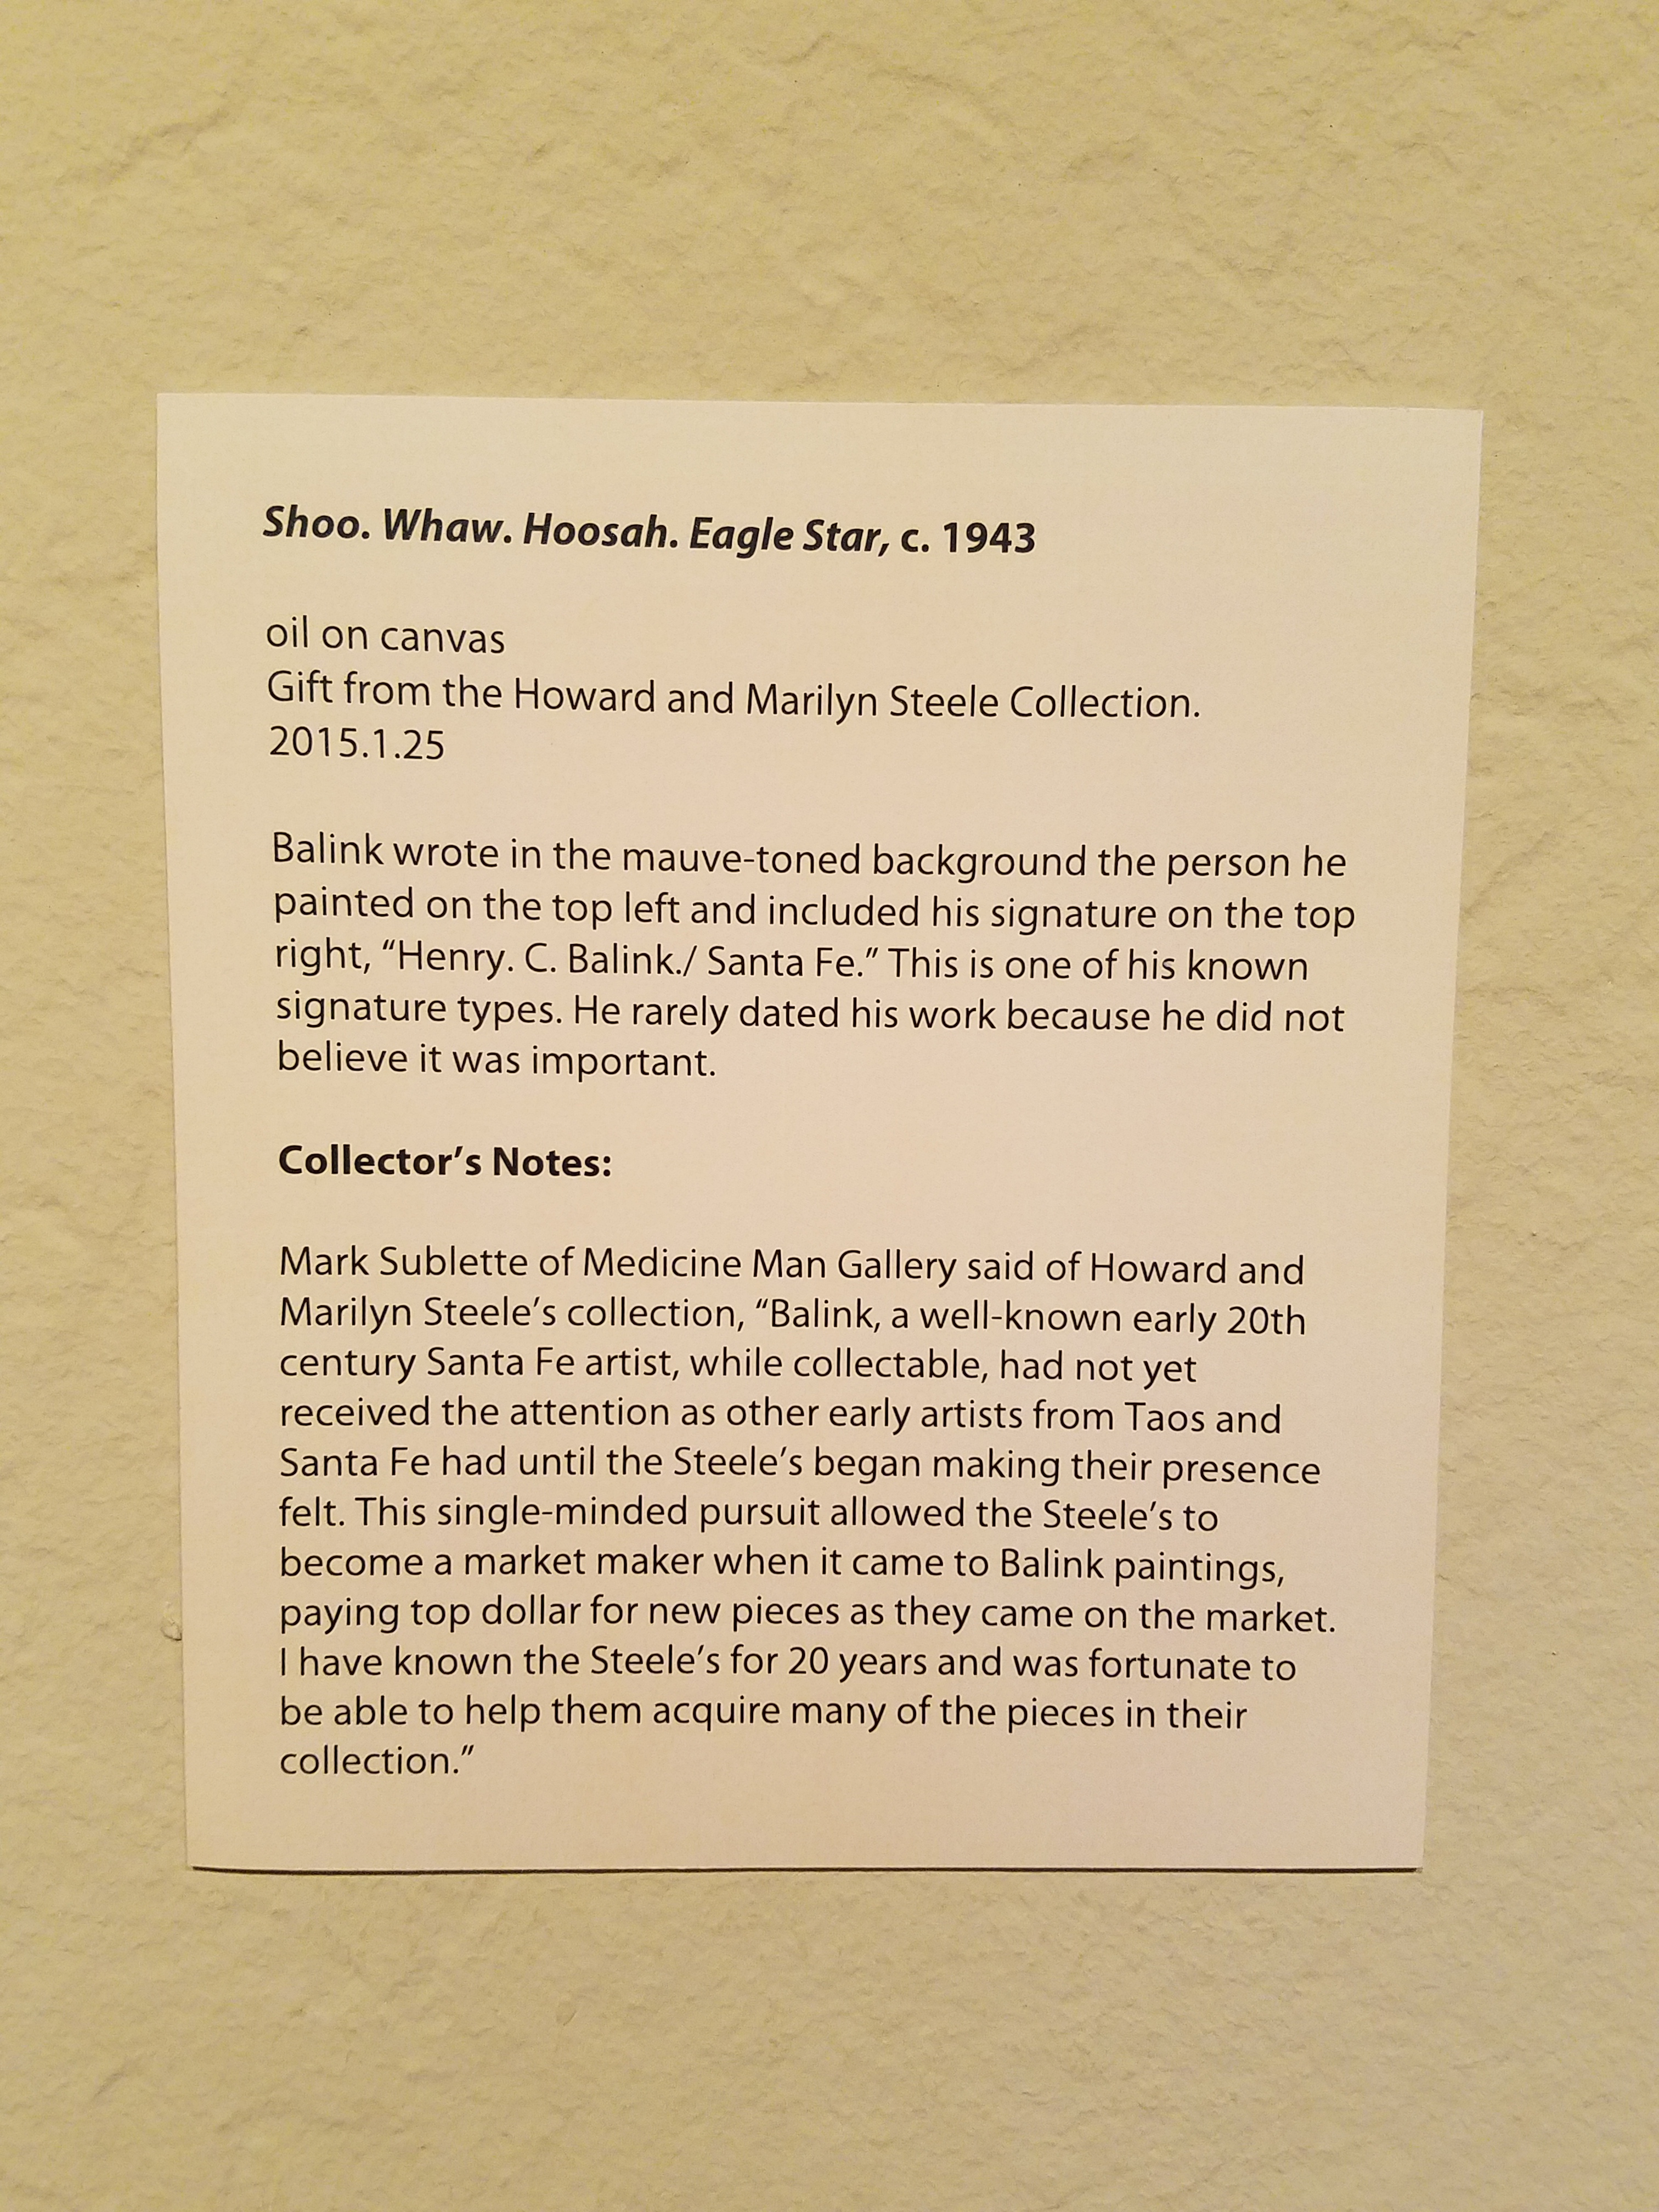 Shoo. Whaw. Hoosah. Eagle Star, c. 1943
oil on canvas
Gift from the Howard and Marilyn Steele Collection.
2015.1.25
Balink wrote in the mauve-toned background the person he
painted on the top left and included his signature on the top
right, “Henry. C. Balink./ Santa Fe.” This is one of his known
signature types. He rarely dated his work because he did not
believe it was important.
Collector’s Notes:
Mark Sublette of Medicine Man Gallery said of Howard and
Marilyn Steele’s collection, “Balink, a well-known early 20th
century Santa Fe artist, while collectable, had not yet
received the attention as other early artists from Taos and
Santa Fe had until the Steele’s began making their presence
felt. This single-minded pursuit allowed the Steele’s to
become a market maker when it came to Balink paintings,
paying top dollar for new pieces as they came on the market.
I have known the Steele’s for 20 years and was fortunate to
be able to help them acquire many of the pieces in their
collection.”